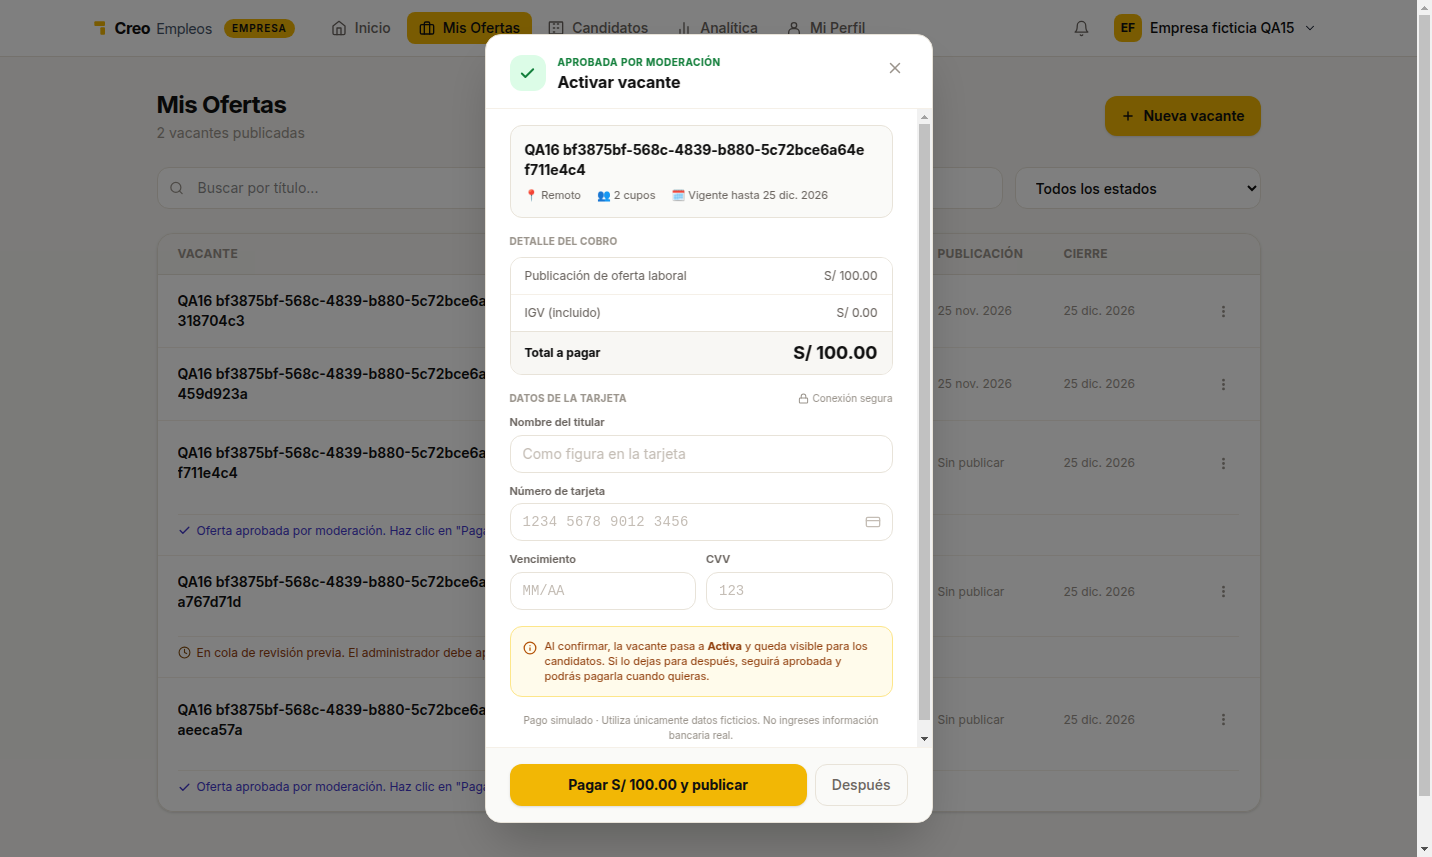 Creo Empleos EMPRESA
Inicio
Mis Ofertas
Candidatos
Analítica
Mi Perfil
EF Empresa ficticia QA15
Mis Ofertas
2 vacantes publicadas
+ Nueva vacante
Buscar por título...
Todos los estados
VACANTE
PUBLICACIÓN
CIERRE
QA16 bf3875bf-568c-4839-b880-5c72bce6a
318704c3
25 nov. 2026
25 dic. 2026
QA16 bf3875bf-568c-4839-b880-5c72bce6a
459d923a
25 nov. 2026
25 dic. 2026
QA16 bf3875bf-568c-4839-b880-5c72bce6a
f711e4c4
Sin publicar
25 dic. 2026
Oferta aprobada por moderación. Haz clic en "Paga
QA16 bf3875bf-568c-4839-b880-5c72bce6a
a767d71d
Sin publicar
25 dic. 2026
En cola de revisión previa. El administrador debe ap
QA16 bf3875bf-568c-4839-b880-5c72bce6a
aeeca57a
Sin publicar
25 dic. 2026
Oferta aprobada por moderación. Haz clic en "Paga
APROBADA POR MODERACIÓN
Activar vacante
QA16 bf3875bf-568c-4839-b880-5c72bce6a64e
f711e4c4
Remoto
2 cupos
Vigente hasta 25 dic. 2026
DETALLE DEL COBRO
Publicación de oferta laboral S/ 100.00
IGV (incluido) S/ 0.00
Total a pagar S/ 100.00
DATOS DE LA TARJETA
Conexión segura
Nombre del titular
Como figura en la tarjeta
Número de tarjeta
1234 5678 9012 3456
Vencimiento
CVV
MM/AA
123
Al confirmar, la vacante pasa a Activa y queda visible para los
candidatos. Si lo dejas para después, seguirá aprobada y
podrás pagarla cuando quieras.
Pago simulado · Utiliza únicamente datos ficticios. No ingreses información
bancaria real.
Pagar S/ 100.00 y publicar
Después